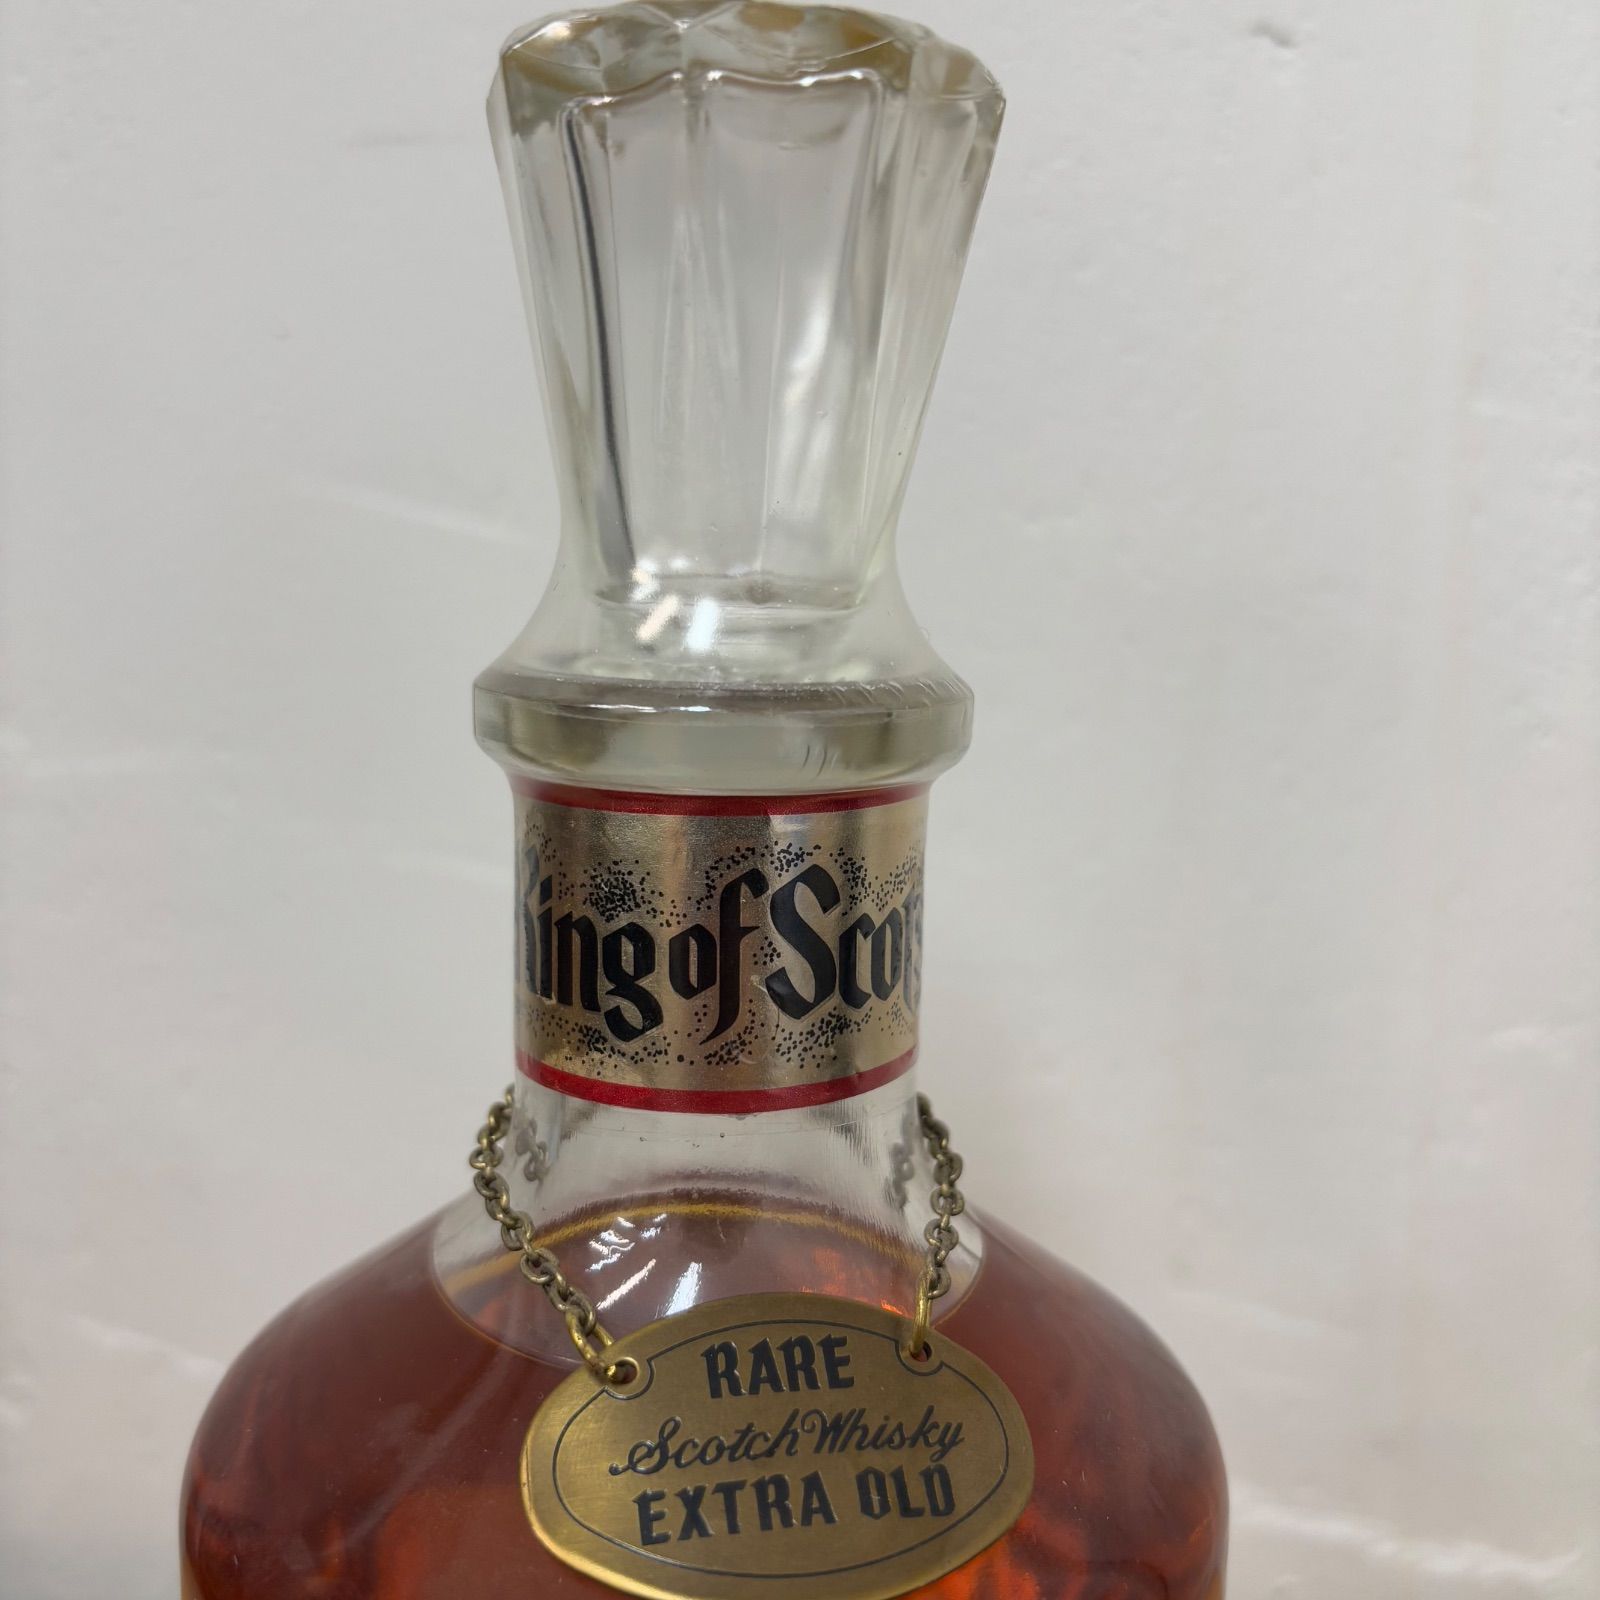 King of Scots
RARE
Scotch Whisky
EXTRA OLD